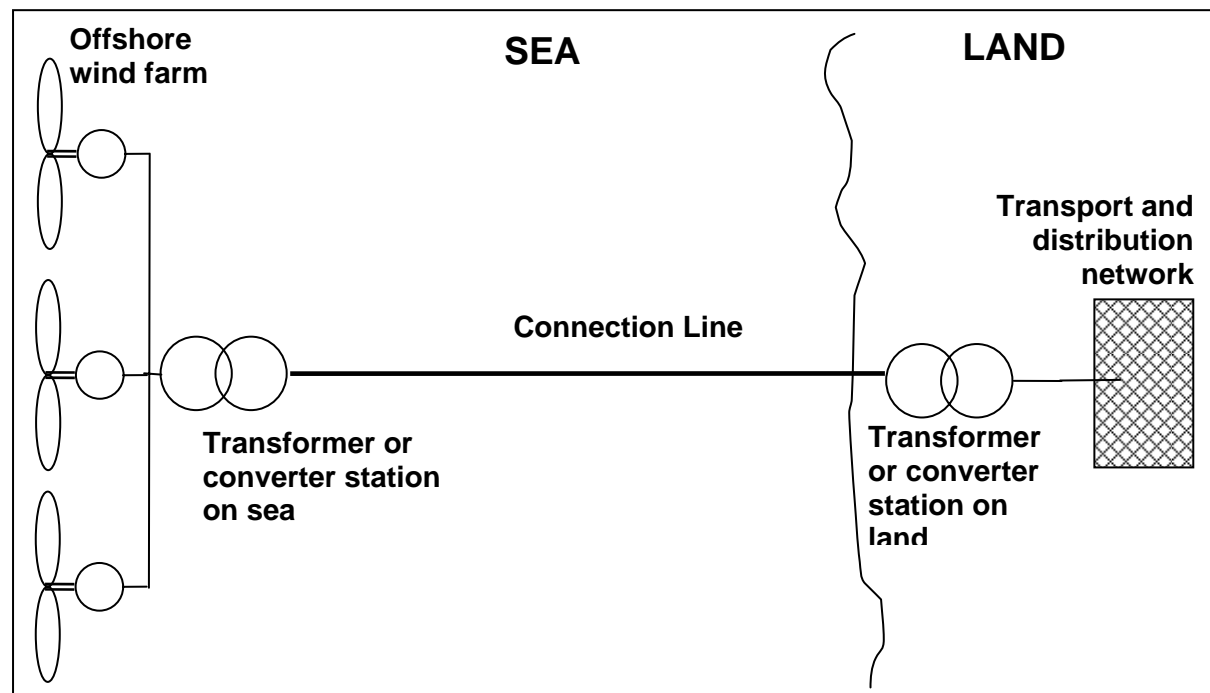 Offshore
wind farm
SEA
LAND
Transport and
distribution
network
Connection Line
Transformer or
converter station
on sea
Transformer
or converter
station on
land